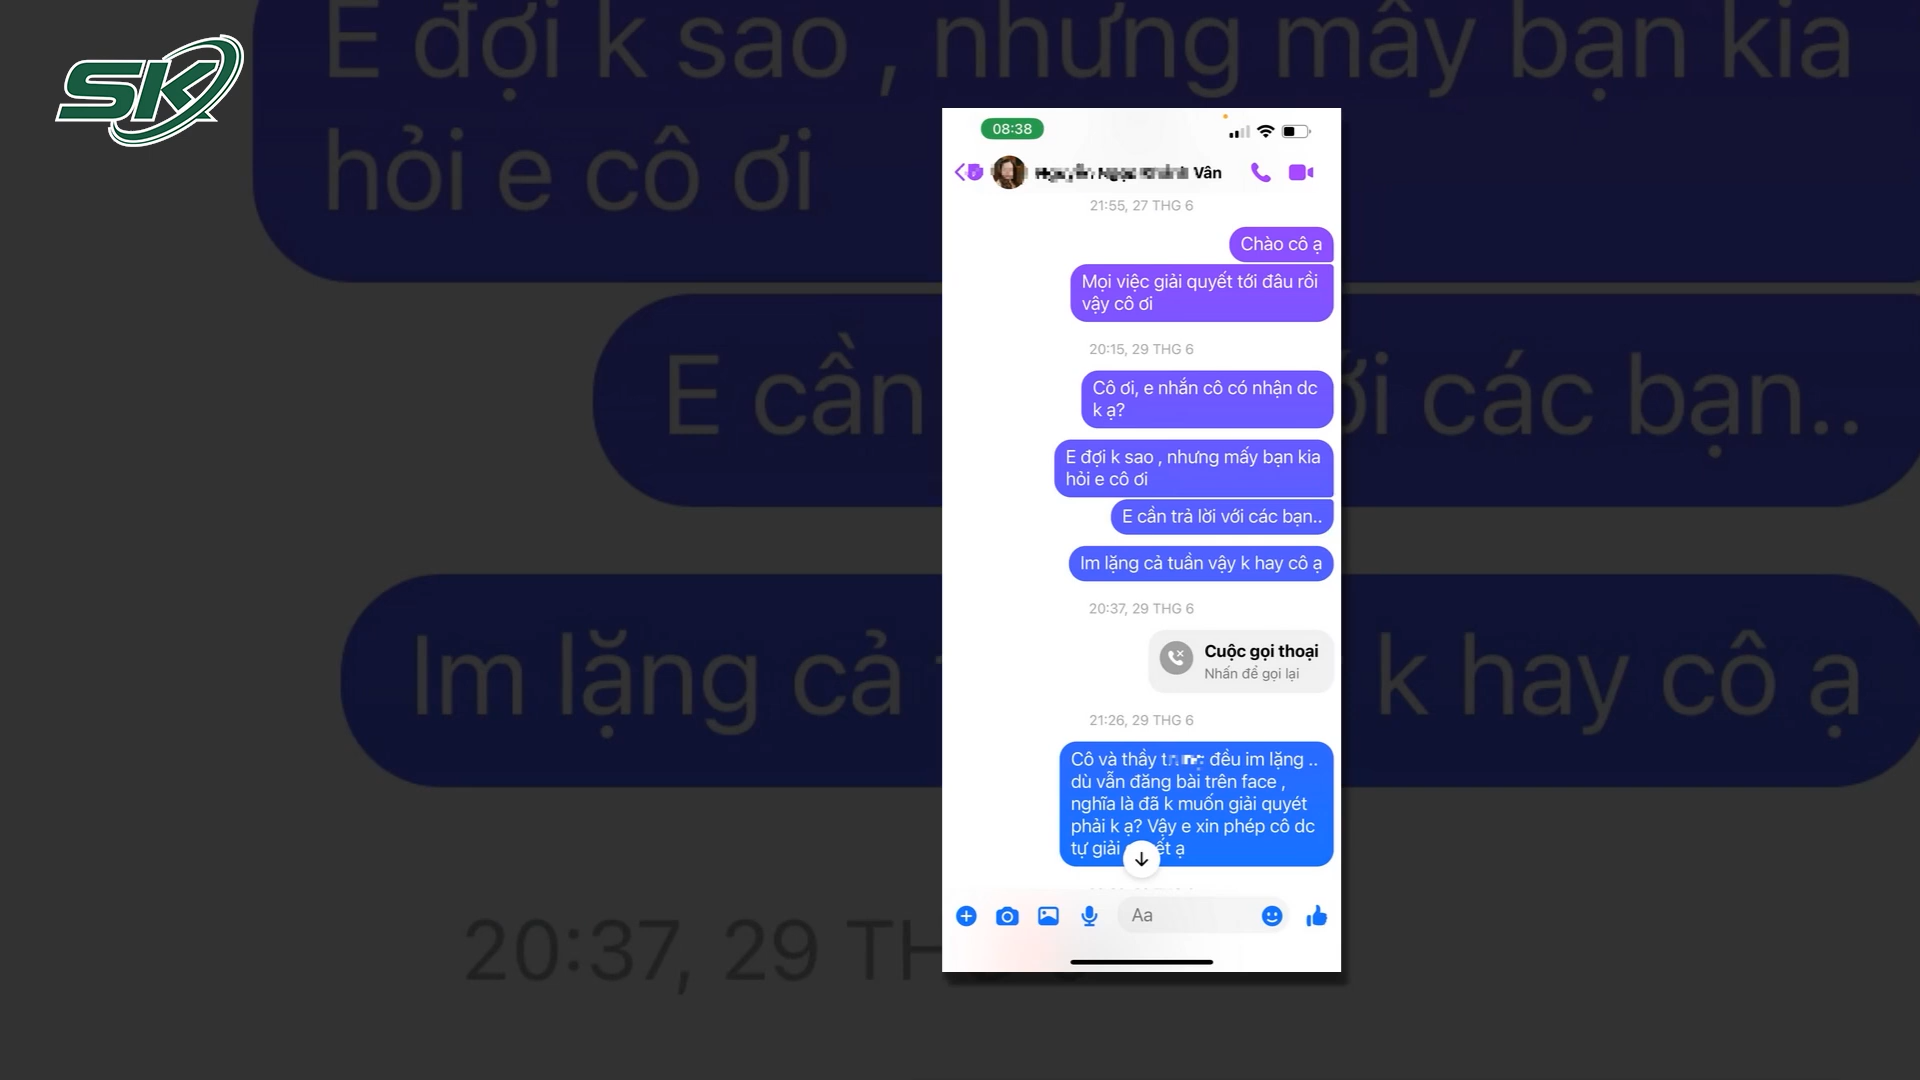 SK
E đợi k sao , nhưng mấy bạn kia
hỏi e cô ơi
E cần
các bạn..
Im lặng cả
k hay cô ạ
20:37, 29
08:38
Vân
21:55, 27 THG 6
Chào cô ạ
Mọi việc giải quyết tới đâu rồi
vậy cô ơi
20:15, 29 THG 6
Cô ơi, e nhắn cô có nhận dc
k ạ?
E đợi k sao , nhưng mấy bạn kia
hỏi e cô ơi
E cần trả lời với các bạn..
Im lặng cả tuần vậy k hay cô ạ
20:37, 29 THG 6
Cuộc gọi thoại
Nhấn để gọi lại
21:26, 29 THG 6
Cô và thầy đều im lặng ..
dù vẫn đăng bài trên face ,
nghĩa là đã k muốn giải quyét
phải k ạ? Vậy e xin phép cô dc
tự giải ạ
Aa